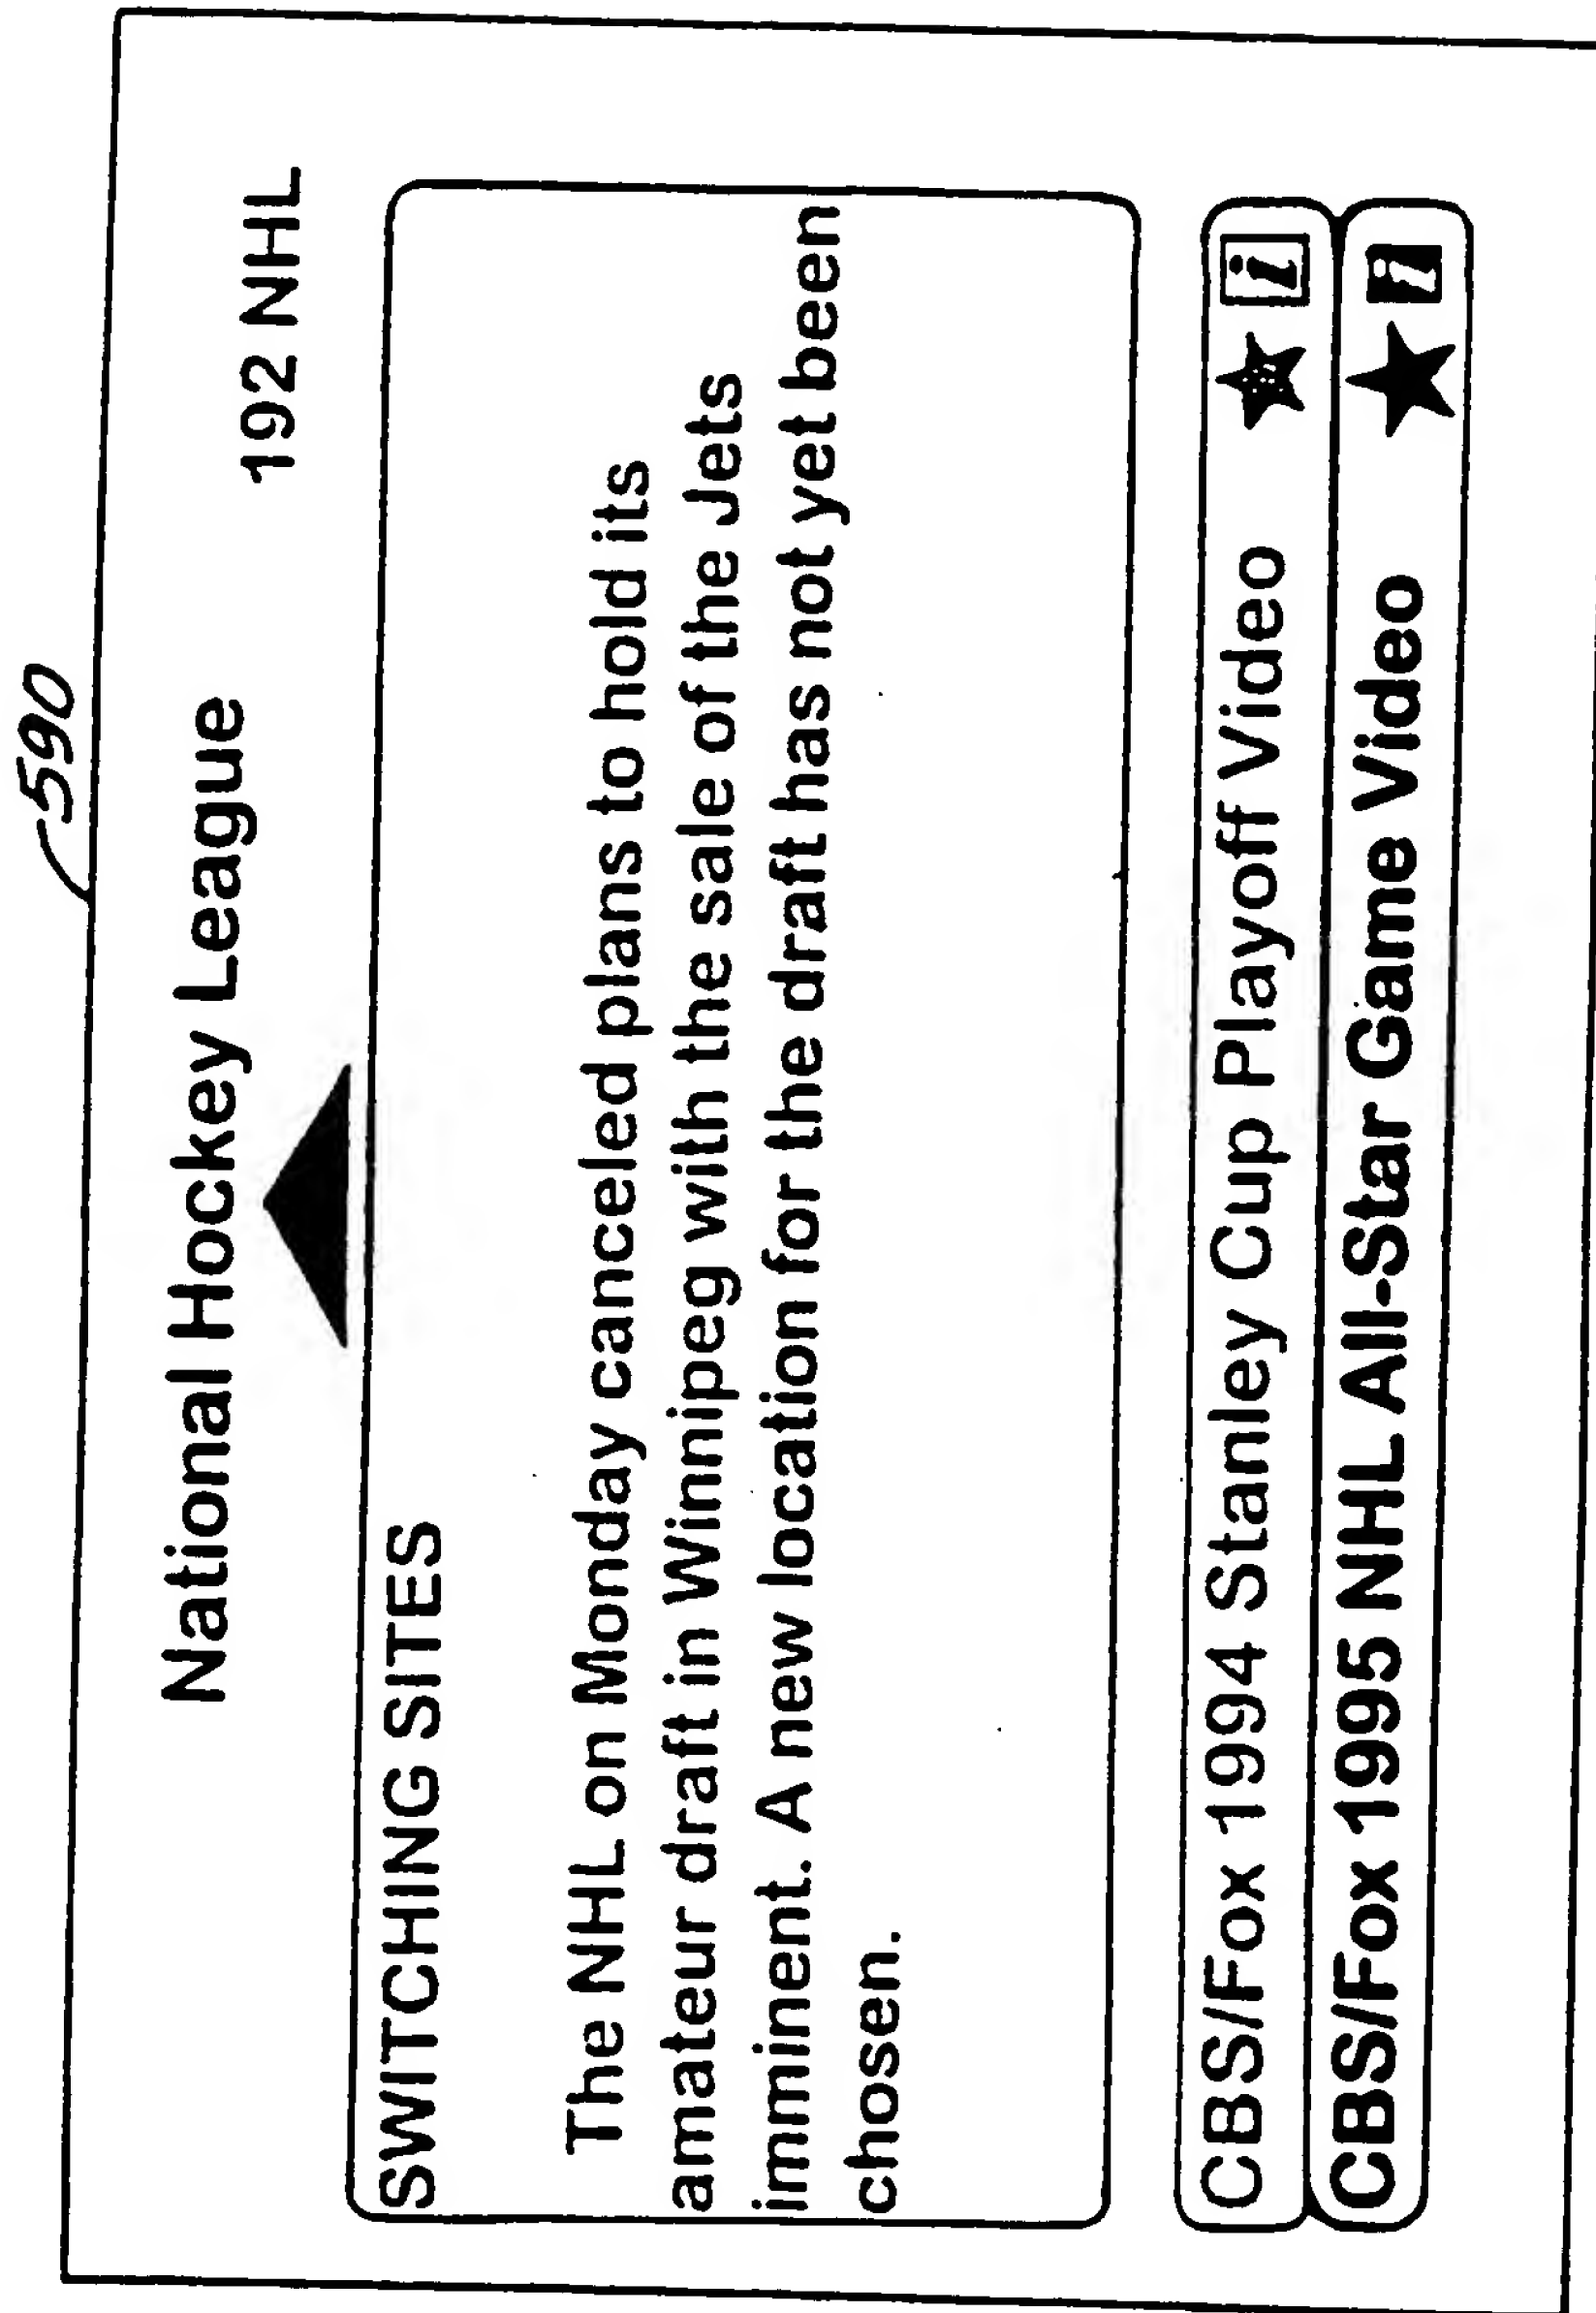 590
National Hockey League
192 NHL
SWITCHING SITES
The NHL on Monday canceled plans to hold its
amateur draft in Winnipeg with the sale of the Jets
imminent. A new location for the draft has not yet been
chosen.
CBS/Fox 1994 Stanley Cup Playoff Video i
CBS/Fox 1995 NHL All-Star Game Video i